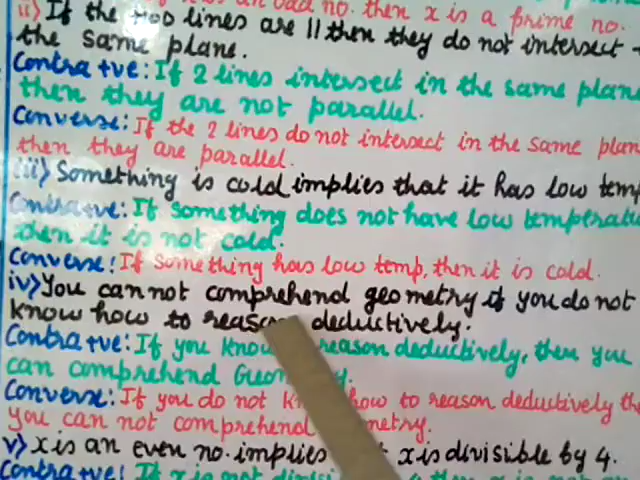 ii) If the two lines are || then they do not intersect
the same plane.
Contra +ve: If 2 lines intersect in the same plane
then they are not parallel.
Converse: If the 2 lines do not intersect in the same plan
then they are parallel.
iii) Something is cold implies that it has low temp
Contra+ve: If something does not have low temperatu
then it is not cold.
Converse: If something has low temp, then it is cold.
iv) You can not comprehend geometry if you do not
know how to reason deductively.
Contra +ve: If you know reason deductively, then you
can comprehend Geom y.
Converse: If you do not k how to reason deductively the
you can not comprehend metry.
v) x is an even no. implies t x is divisible by 4.